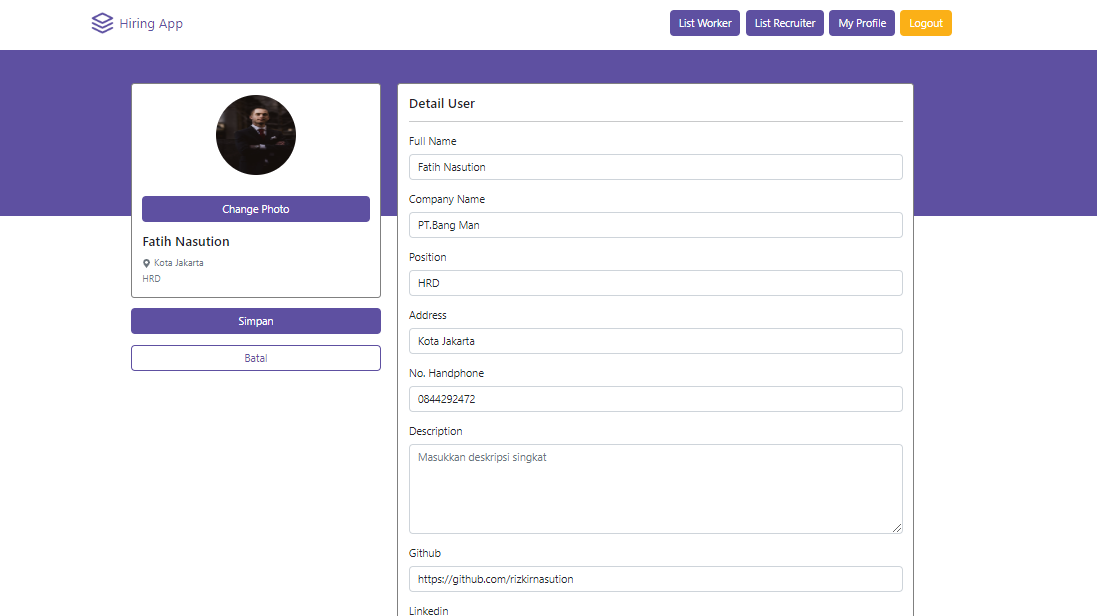 Hiring App
List Worker
List Recruiter
My Profile
Logout
Change Photo
Fatih Nasution
Kota Jakarta
HRD
Simpan
Batal
Detail User
Full Name
Fatih Nasution
Company Name
PT.Bang Man
Position
HRD
Address
Kota Jakarta
No. Handphone
0844292472
Description
Masukkan deskripsi singkat
Github
https://github.com/rizkirnasution
Linkedin